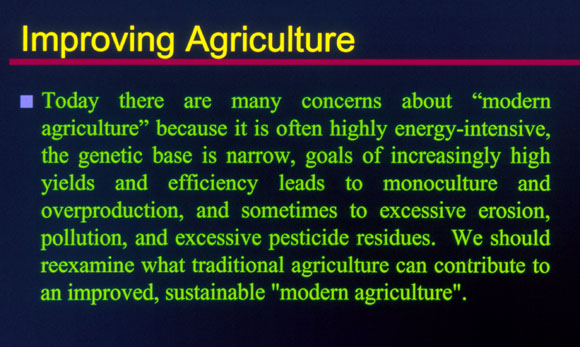 Improving Agriculture
Today there are many concerns about “modern
agriculture” because it is often highly energy-intensive,
the genetic base is narrow, goals of increasingly high
yields and efficiency leads to monoculture and
overproduction, and sometimes to excessive erosion,
pollution, and excessive pesticide residues.  We should
reexamine what traditional agriculture can contribute to
an improved, sustainable "modern agriculture".